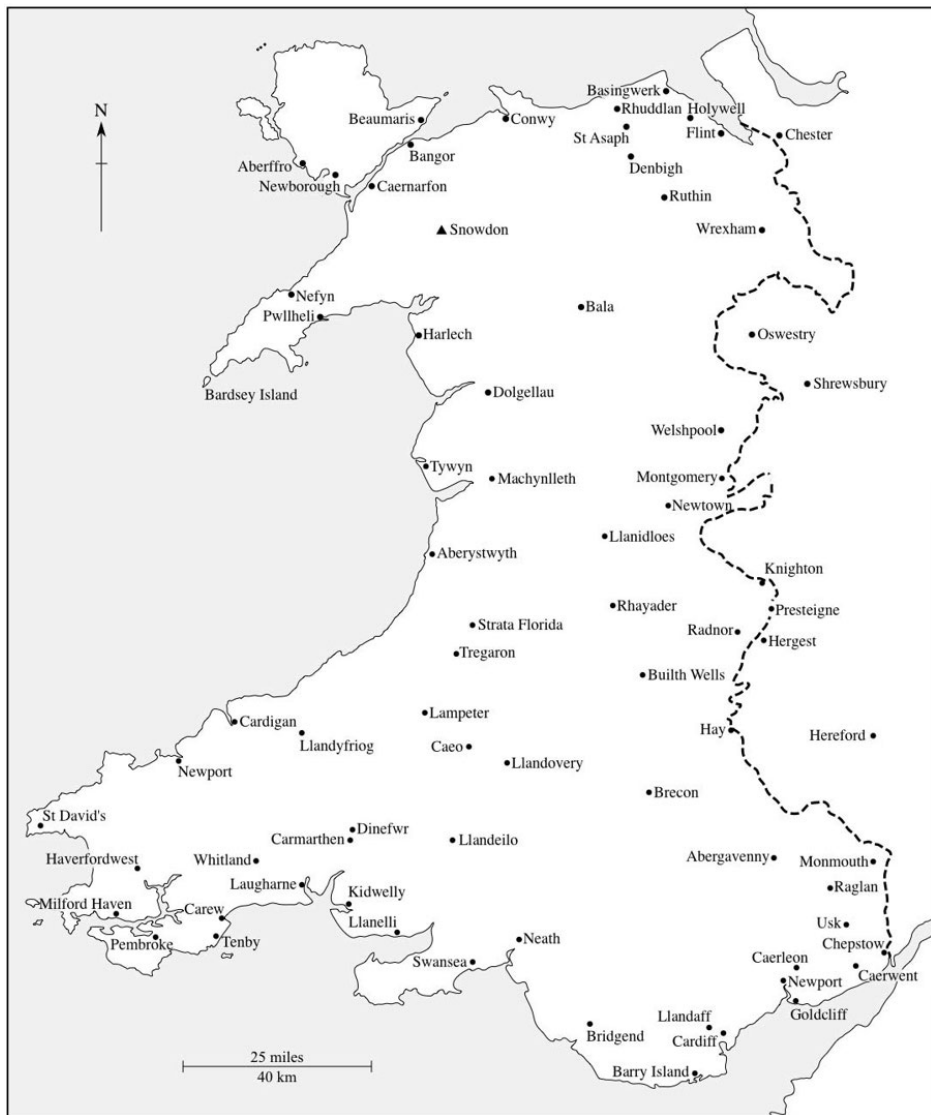 N
Basingwerk
Rhuddlan
Holywell
Beaumaris
Conwy
St Asaph
Flint
Chester
Bangor
Denbigh
Aberffro
Newborough
Caernarfon
Ruthin
Snowdon
Wrexham
Nefyn
Bala
Pwllheli
Harlech
Oswestry
Bardsey Island
Dolgellau
Shrewsbury
Welshpool
Tywyn
Machynlleth
Montgomery
Newtown
Llanidloes
Aberystwyth
Knighton
Rhayader
Presteigne
Strata Florida
Radnor
Hergest
Tregaron
Builth Wells
Lampeter
Cardigan
Llandyfriog
Hay
Hereford
Caeo
Newport
Llandovery
Brecon
St David's
Dinefwr
Carmarthen
Llandeilo
Haverfordwest
Whitland
Abergavenny
Monmouth
Laugharne
Kidwelly
Raglan
Milford Haven
Carew
Llanelli
Usk
Pembroke
Tenby
Neath
Chepstow
Swansea
Caerleon
Caerwent
Newport
Goldcliff
Llandaff
Bridgend
Cardiff
25 miles
40 km
Barry Island